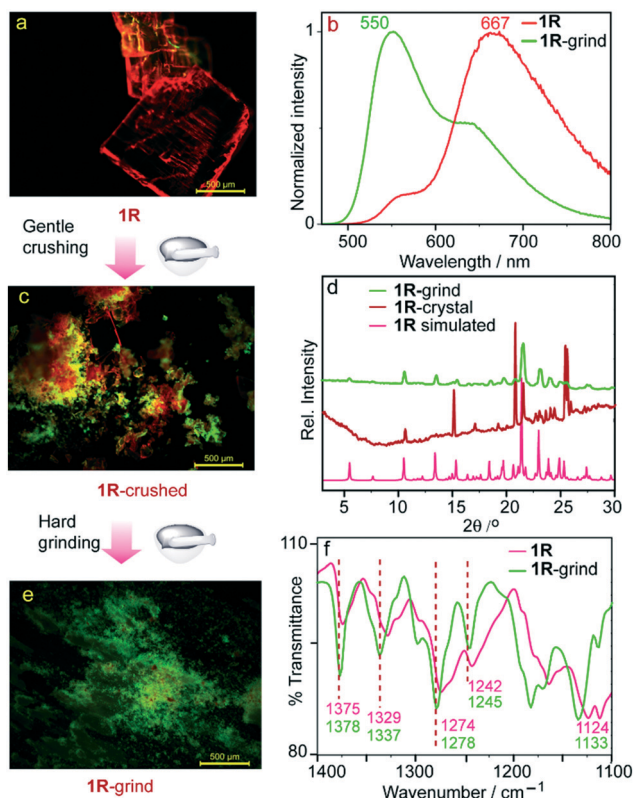 a
500 µm
1R
Gentle
crushing
c
500 µm
1R-crushed
Hard
grinding
e
500 µm
1R-grind
b
550
667
1R
1R-grind
Normalized intensity
1
0
500
600
700
800
Wavelength / nm
d
1R-grind
1R-crystal
1R simulated
Rel. Intensity
5
10
15
20
25
30
2θ /º
f
1R
1R-grind
110
% Transmittance
80
1375
1378
1329
1337
1274
1278
1242
1245
1124
1133
1400
1300
1200
1100
Wavenumber / cm⁻¹